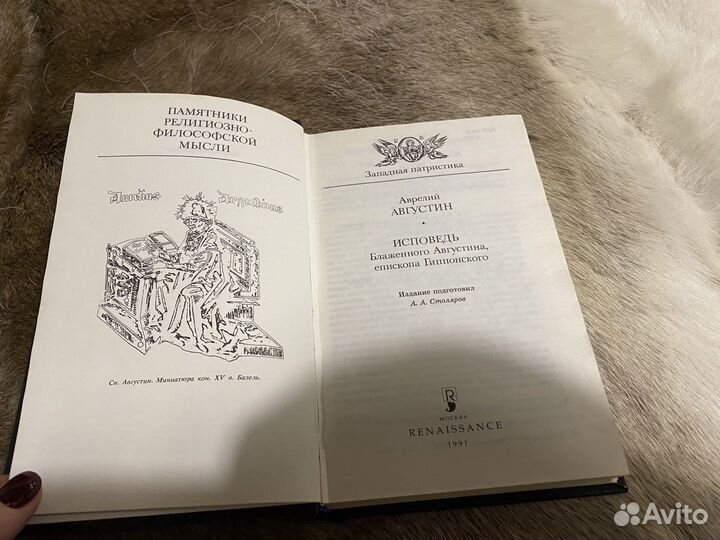 ПАМЯТНИКИ
РЕЛИГИОЗНО-
ФИЛОСОФСКОЙ
МЫСЛИ
Св. Августин. Миниатюра кон. XV в. Базель.
Западная патристика
Аврелий
АВГУСТИН
•
ИСПОВЕДЬ
Блаженного Августина,
епископа Гиппонского
Издание подготовил
А. А. Столяров
R
МОСКВА
RENAISSANCE
1991
Avito